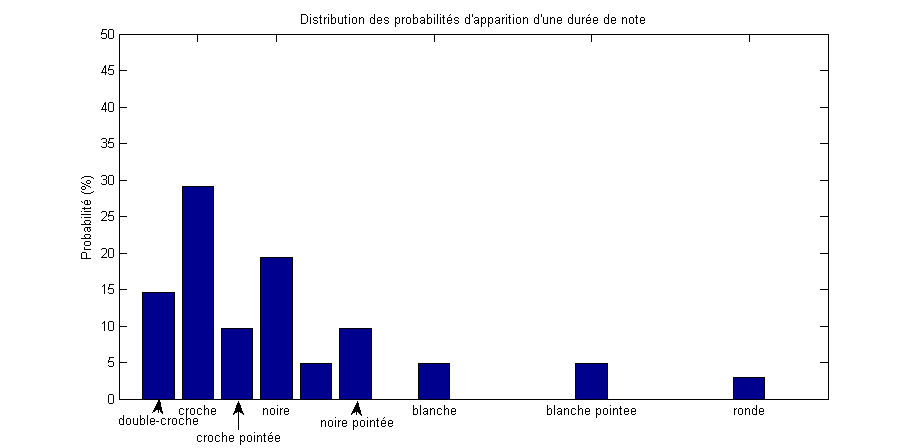 Distribution des probabilités d'apparition d'une durée de note
Probabilité (%)
50
45
40
35
30
25
20
15
10
5
0
croche
noire
blanche
blanche pointee
ronde
double-croche
noire pointée
croche pointée